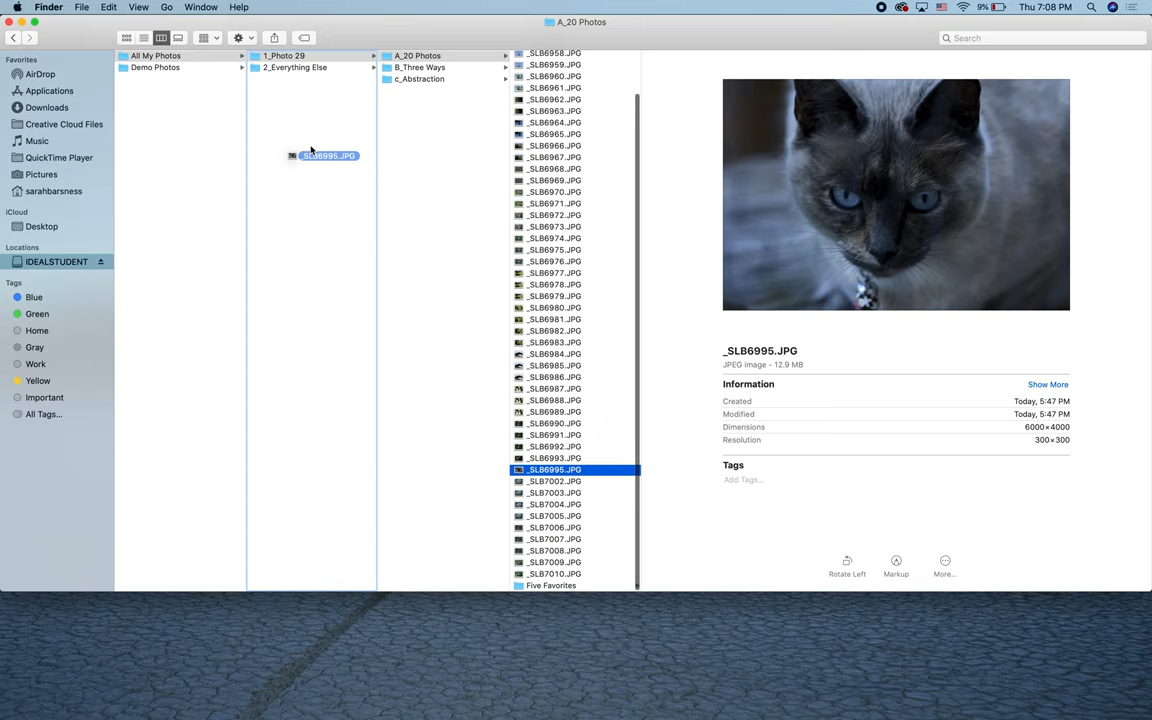 Finder File Edit View Go Window Help 9% Thu 7:08 PM
A_20 Photos
Search
Favorites
AirDrop
Applications
Downloads
Creative Cloud Files
Music
QuickTime Player
Pictures
sarahbarsness
iCloud
Desktop
Locations
IDEALSTUDENT
Tags
Blue
Green
Home
Gray
Work
Yellow
Important
All Tags...
All My Photos
Demo Photos
1_Photo 29
2_Everything Else
_SLB6995.JPG
A_20 Photos
B_Three Ways
c_Abstraction
_SLB6958.JPG
_SLB6959.JPG
_SLB6960.JPG
_SLB6961.JPG
_SLB6962.JPG
_SLB6963.JPG
_SLB6964.JPG
_SLB6965.JPG
_SLB6966.JPG
_SLB6967.JPG
_SLB6968.JPG
_SLB6969.JPG
_SLB6970.JPG
_SLB6971.JPG
_SLB6972.JPG
_SLB6973.JPG
_SLB6974.JPG
_SLB6975.JPG
_SLB6976.JPG
_SLB6977.JPG
_SLB6978.JPG
_SLB6979.JPG
_SLB6980.JPG
_SLB6981.JPG
_SLB6982.JPG
_SLB6983.JPG
_SLB6984.JPG
_SLB6985.JPG
_SLB6986.JPG
_SLB6987.JPG
_SLB6988.JPG
_SLB6989.JPG
_SLB6990.JPG
_SLB6991.JPG
_SLB6992.JPG
_SLB6993.JPG
_SLB6995.JPG
_SLB7002.JPG
_SLB7003.JPG
_SLB7004.JPG
_SLB7005.JPG
_SLB7006.JPG
_SLB7007.JPG
_SLB7008.JPG
_SLB7009.JPG
_SLB7010.JPG
Five Favorites
_SLB6995.JPG
JPEG image - 12.9 MB
Information Show More
Created Today, 5:47 PM
Modified Today, 5:47 PM
Dimensions 6000×4000
Resolution 300×300
Tags
Add Tags...
Rotate Left Markup More...